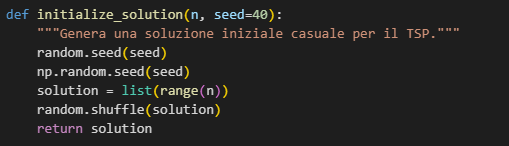 def initialize_solution(n, seed=40):
    """Genera una soluzione iniziale casuale per il TSP."""
    random.seed(seed)
    np.random.seed(seed)
    solution = list(range(n))
    random.shuffle(solution)
    return solution